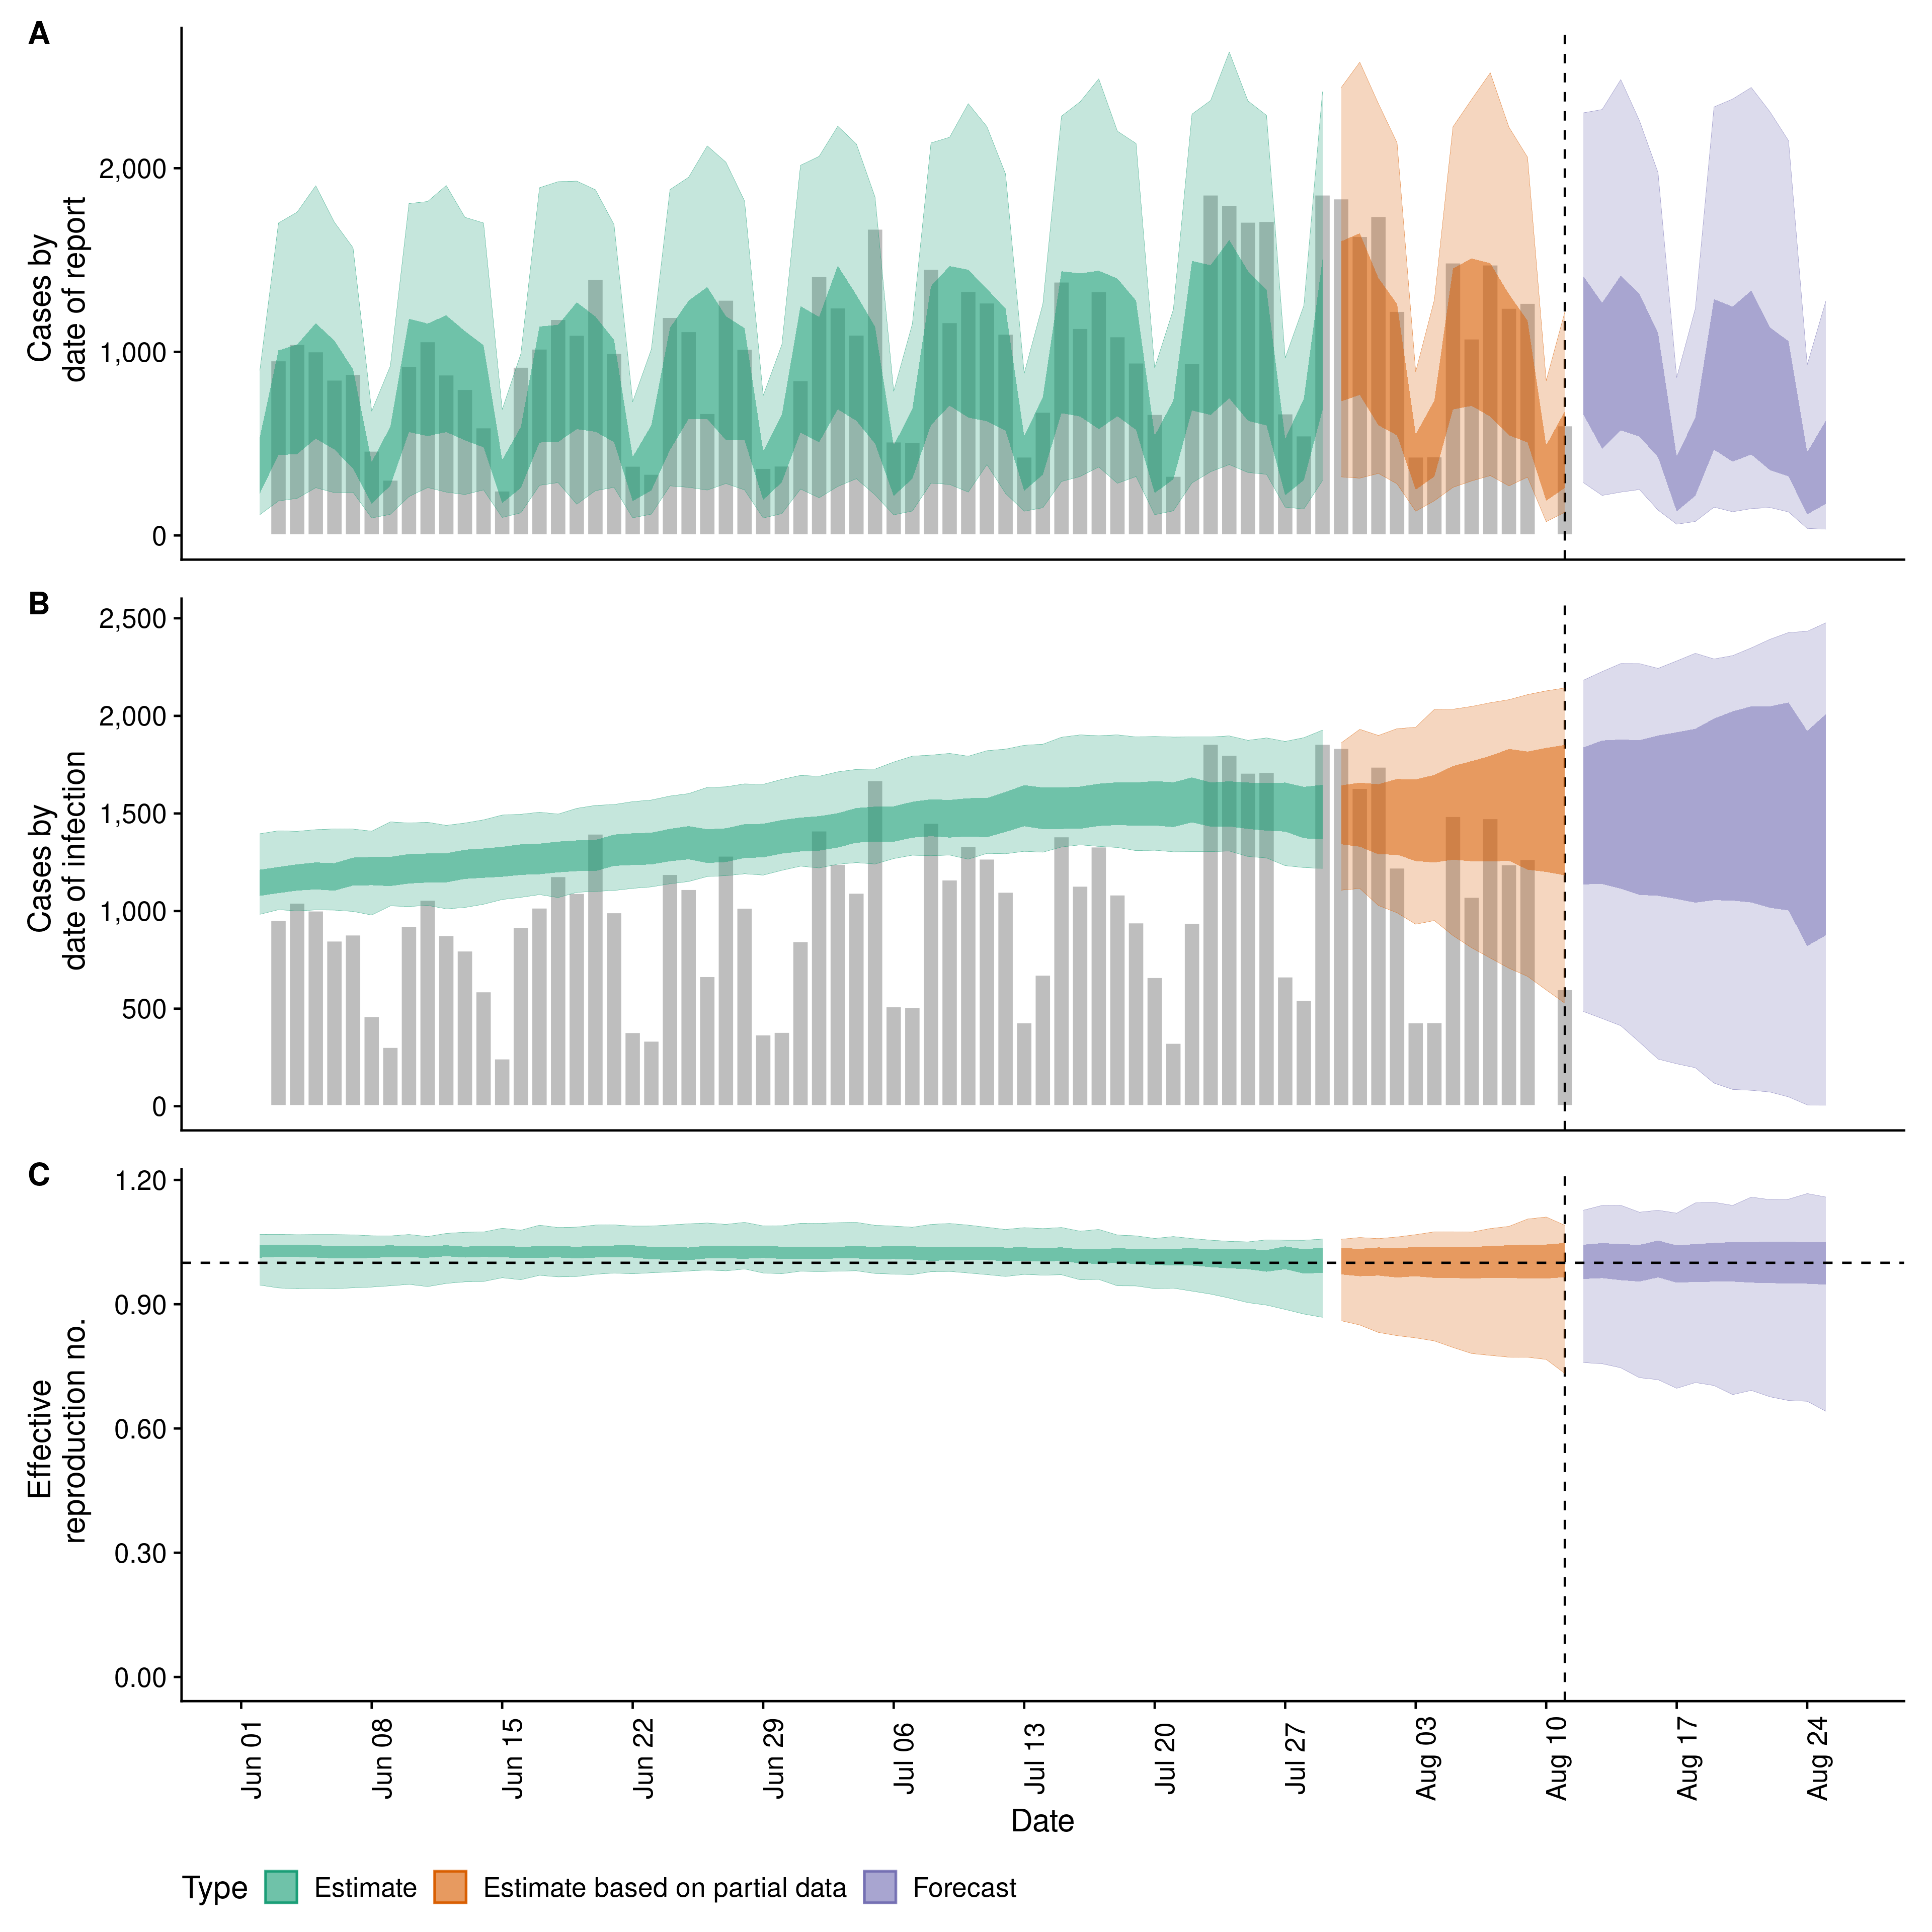 A
Cases by
date of report
2,000
1,000
0
B
Cases by
date of infection
2,500
2,000
1,500
1,000
500
0
C
Effective
reproduction no.
1.20
0.90
0.60
0.30
0.00
Jun 01
Jun 08
Jun 15
Jun 22
Jun 29
Jul 06
Jul 13
Jul 20
Jul 27
Aug 03
Aug 10
Aug 17
Aug 24
Date
Type Estimate Estimate based on partial data Forecast